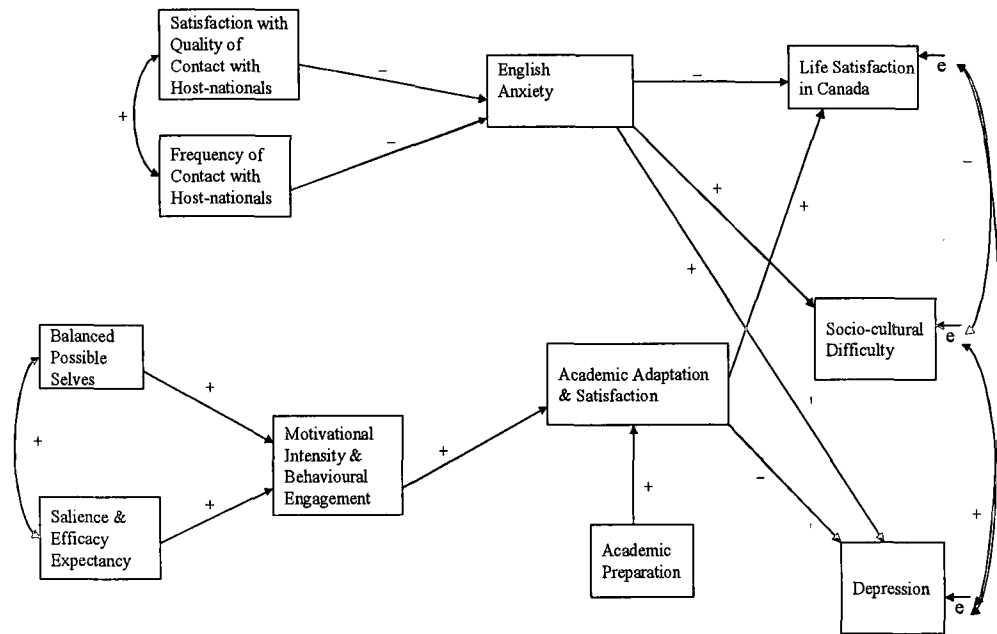 Satisfaction with
Quality of
Contact with
Host-nationals
English
Anxiety
Life Satisfaction
in Canada
e
–
–
+
–
Frequency of
Contact with
Host-nationals
–
+
+
+
Socio-cultural
Difficulty
e
Balanced
Possible
Selves
+
Academic Adaptation
& Satisfaction
+
Motivational
Intensity &
Behavioural
Engagement
+
+
–
+
+
Salience &
Efficacy
Expectancy
Academic
Preparation
Depression
e